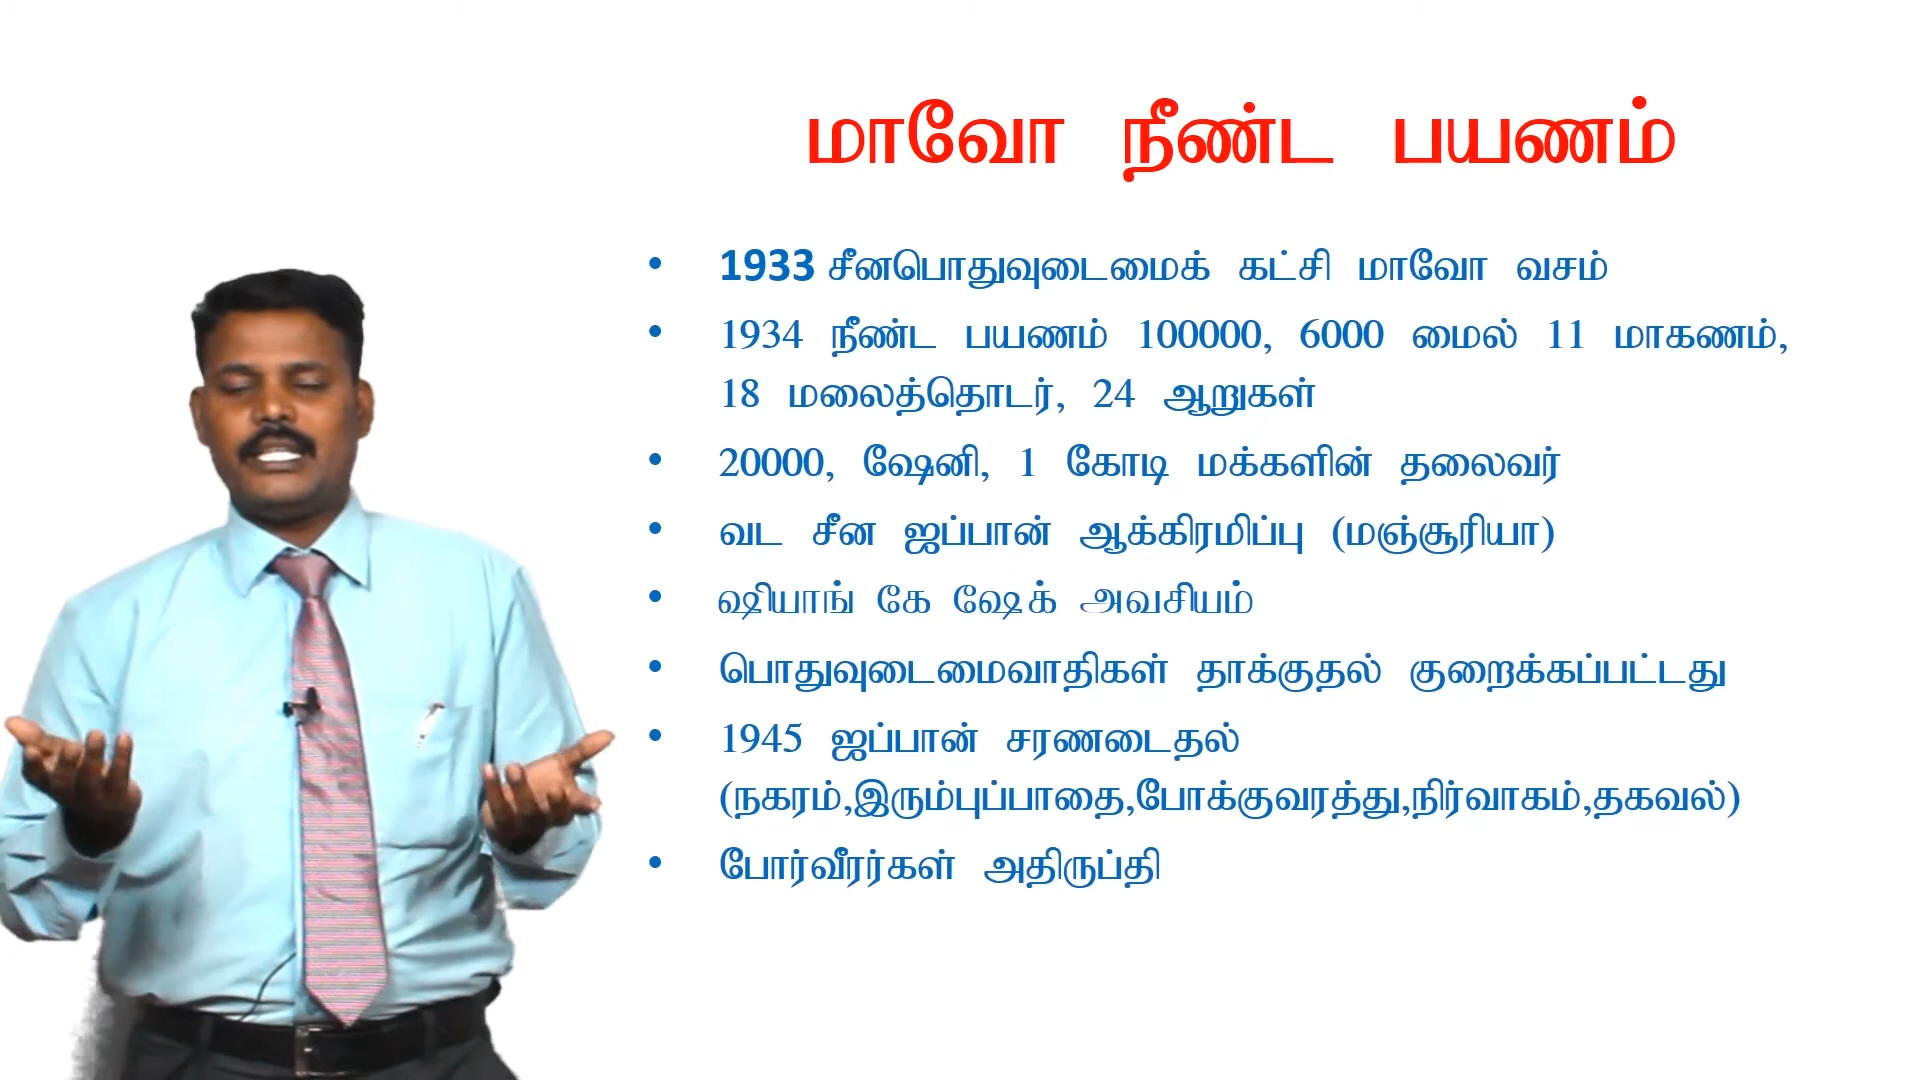 மாவோ நீண்ட பயணம்
• 1933 சீனபொதுவுடைமைக் கட்சி மாவோ வசம்
• 1934 நீண்ட பயணம் 100000, 6000 மைல் 11 மாகணம்,
18 மலைத்தொடர், 24 ஆறுகள்
• 20000, ஷேனி, 1 கோடி மக்களின் தலைவர்
• வட சீன ஜப்பான் ஆக்கிரமிப்பு (மஞ்சூரியா)
• ஷியாங் கே ஷேக் அவசியம்
• பொதுவுடைமைவாதிகள் தாக்குதல் குறைக்கப்பட்டது
• 1945 ஜப்பான் சரணடைதல்
(நகரம்,இரும்புப்பாதை,போக்குவரத்து,நிர்வாகம்,தகவல்)
• போர்வீரர்கள் அதிருப்தி